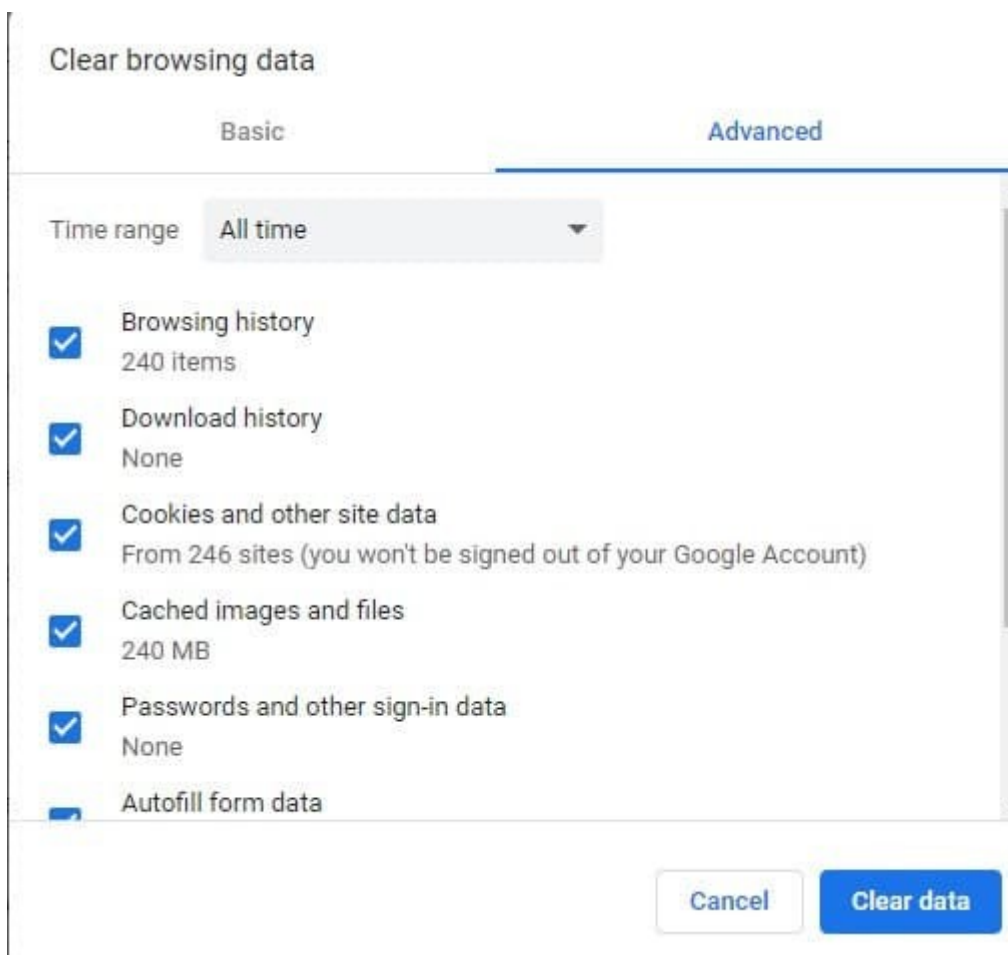 Clear browsing data
Basic Advanced
Time range All time
Browsing history
240 items
Download history
None
Cookies and other site data
From 246 sites (you won't be signed out of your Google Account)
Cached images and files
240 MB
Passwords and other sign-in data
None
Autofill form data
Cancel Clear data